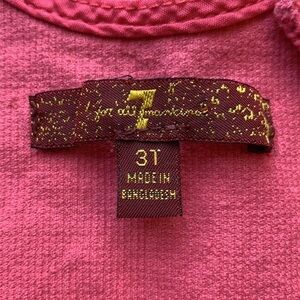 7
for all mankind
3T
MADE IN
BANGLADESH